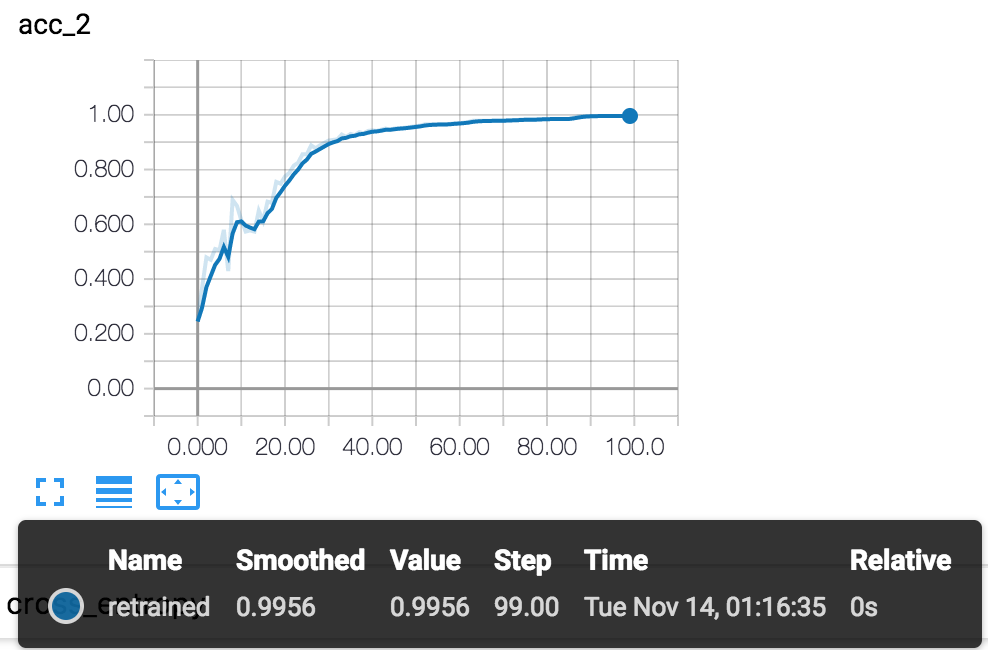 acc_2
1.00
0.800
0.600
0.400
0.200
0.00
0.000 20.00 40.00 60.00 80.00 100.0
Name Smoothed Value Step Time Relative
cross_entropy
retrained 0.9956 0.9956 99.00 Tue Nov 14, 01:16:35 0s